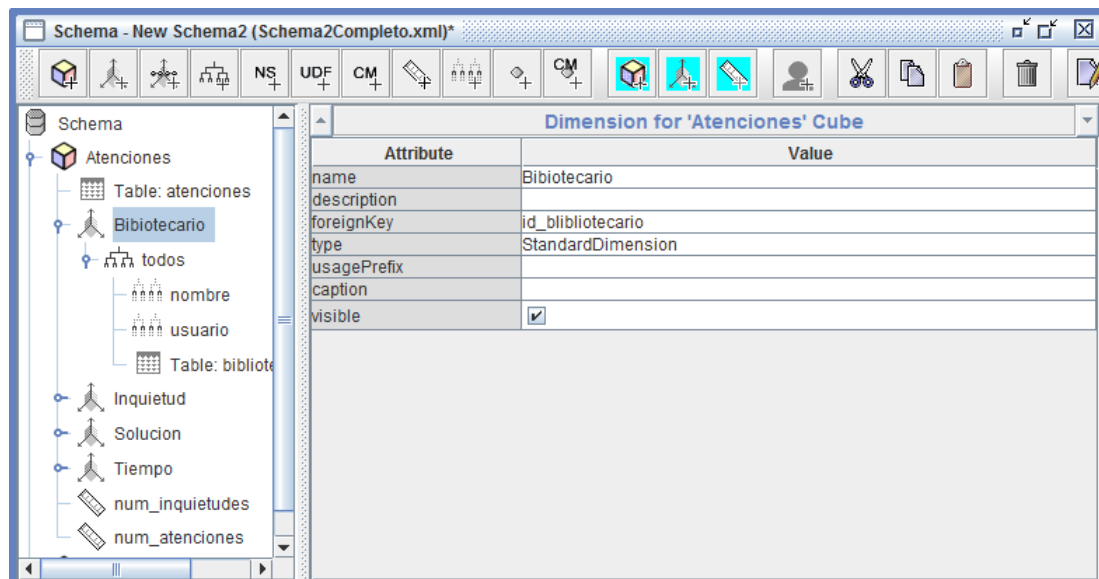 Schema - New Schema2 (Schema2Completo.xml)*
NS UDF CM CM
Schema
Atenciones
Table: atenciones
Bibiotecario
todos
nombre
usuario
Table: bibliote
Inquietud
Solucion
Tiempo
num_inquietudes
num_atenciones
Dimension for 'Atenciones' Cube
Attribute Value
name Bibiotecario
description
foreignKey id_blibliotecario
type StandardDimension
usagePrefix
caption
visible